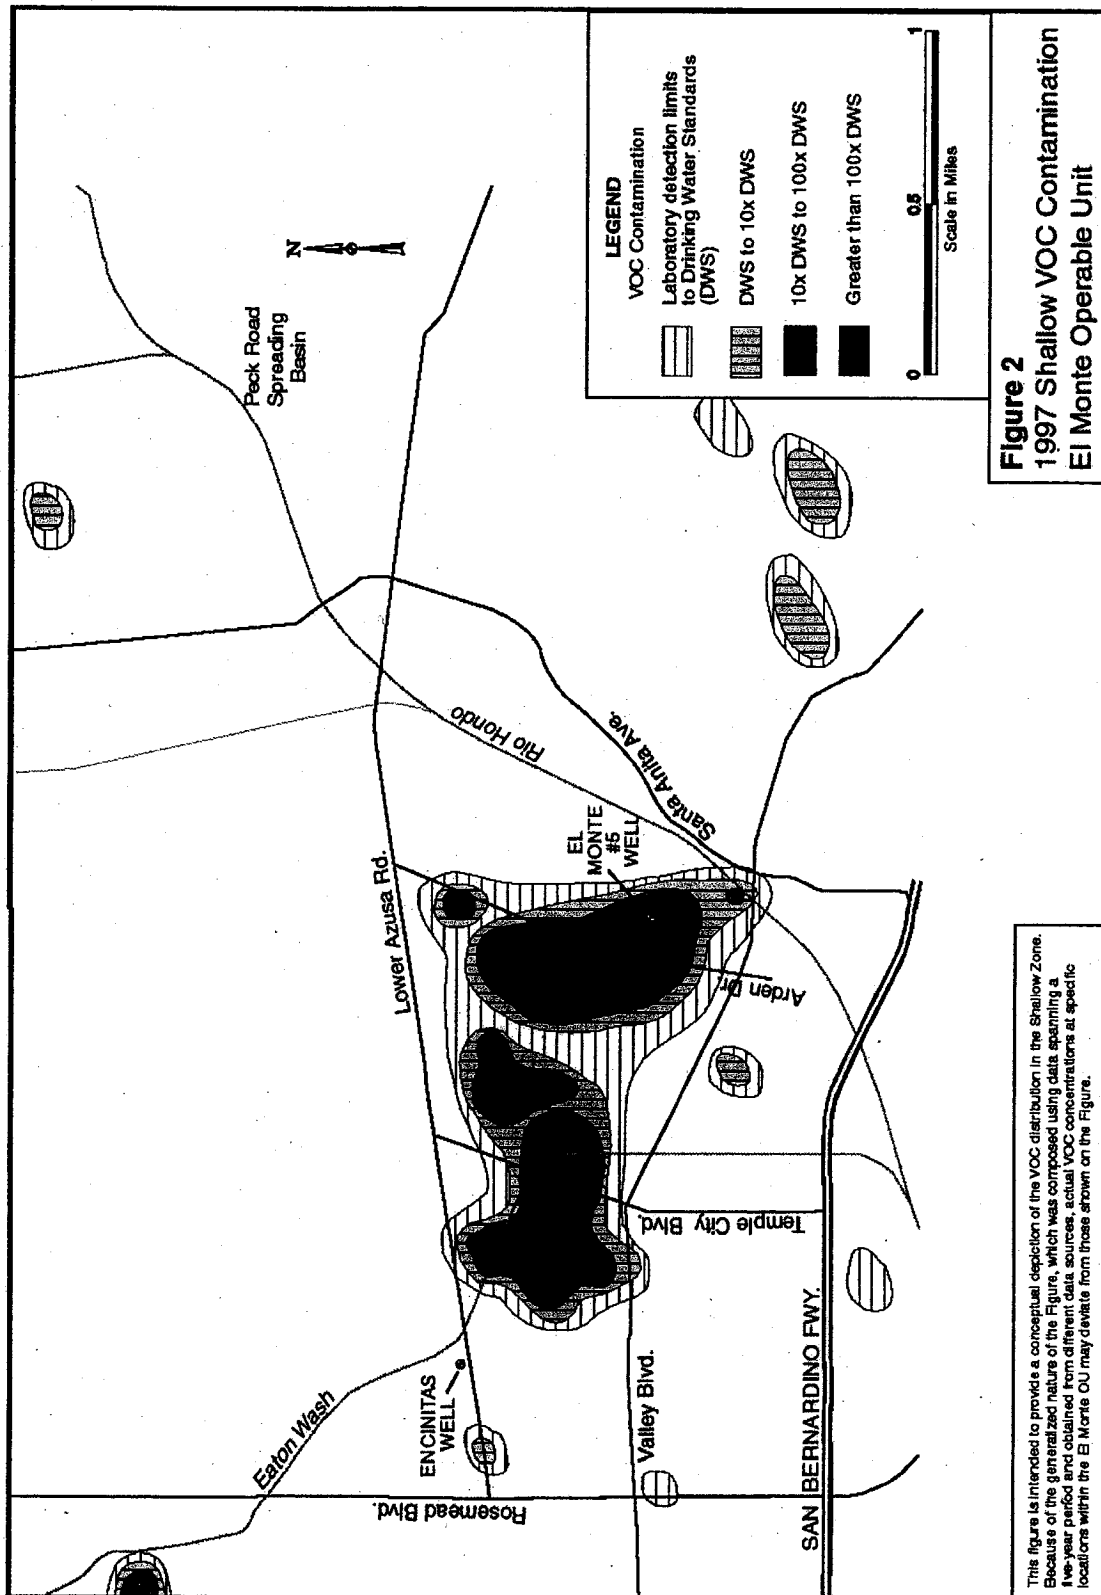 N
Peck Road
Spreading
Basin
Rio Hondo
Santa Anita Ave.
Lower Azusa Rd.
EL
MONTE
#5
WELL
Arden Dr.
Temple City Blvd.
Eaton Wash
ENCINITAS
WELL
Rosemead Blvd.
Valley Blvd.
SAN BERNARDINO FWY.
LEGEND
VOC Contamination
Laboratory detection limits
to Drinking Water Standards
(DWS)
DWS to 10x DWS
10x DWS to 100x DWS
Greater than 100x DWS
0
0.5
1
Scale in Miles
Figure 2
1997 Shallow VOC Contamination
El Monte Operable Unit
This figure is intended to provide a conceptual depiction of the VOC distribution in the Shallow Zone.
Because of the generalized nature of the Figure, which was composed using data spanning a
five-year period and obtained from different data sources, actual VOC concentrations at specific
locations within the El Monte OU may deviate from those shown on the Figure.